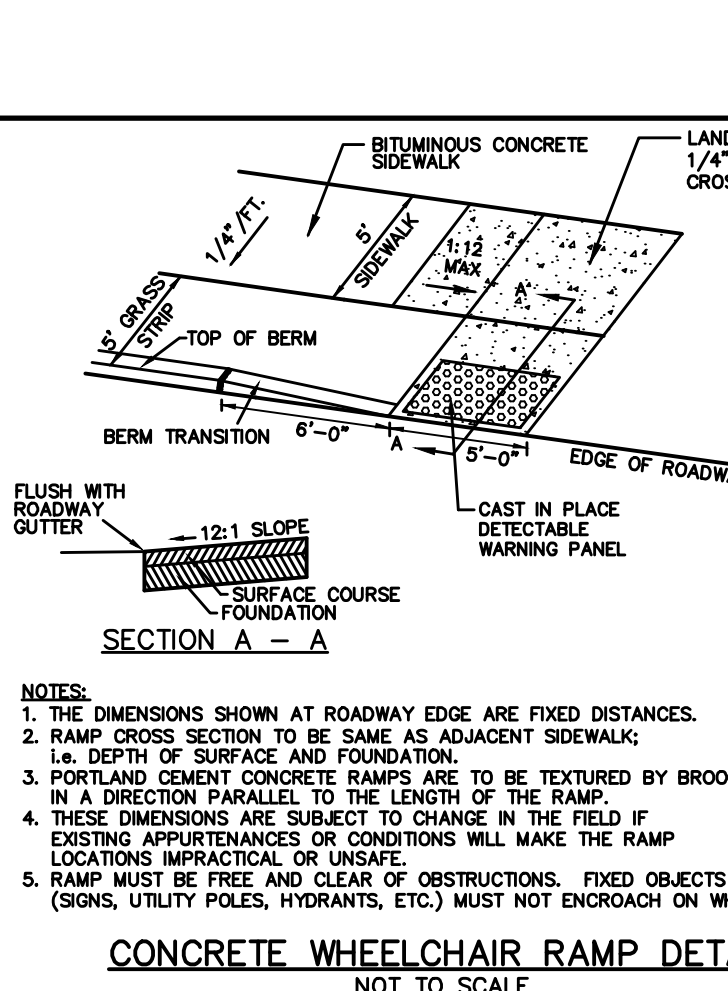 BITUMINOUS CONCRETE
SIDEWALK
1/4"
1/4"/FT.
5'
SIDEWALK
1:12
MAX
A
5' GRASS
STRIP
TOP OF BERM
BERM TRANSITION
6'-0"
A
5'-0"
EDGE OF
CAST IN PLACE
DETECTABLE
WARNING PANEL
FLUSH WITH
ROADWAY
GUTTER
12:1 SLOPE
SURFACE COURSE
FOUNDATION
SECTION A - A
NOTES:
1. THE DIMENSIONS SHOWN AT ROADWAY EDGE ARE FIXED DISTANCES.
2. RAMP CROSS SECTION TO BE SAME AS ADJACENT SIDEWALK;
i.e. DEPTH OF SURFACE AND FOUNDATION.
3. PORTLAND CEMENT CONCRETE RAMPS ARE TO BE TEXTURED BY
IN A DIRECTION PARALLEL TO THE LENGTH OF THE RAMP.
4. THESE DIMENSIONS ARE SUBJECT TO CHANGE IN THE FIELD IF
EXISTING APPURTENANCES OR CONDITIONS WILL MAKE THE RAMP
LOCATIONS IMPRACTICAL OR UNSAFE.
5. RAMP MUST BE FREE AND CLEAR OF OBSTRUCTIONS. FIXED OBJECTS
(SIGNS, UTILITY POLES, HYDRANTS, ETC.) MUST NOT ENCROACH ON
CONCRETE WHEELCHAIR RAMP
NOT TO SCALE